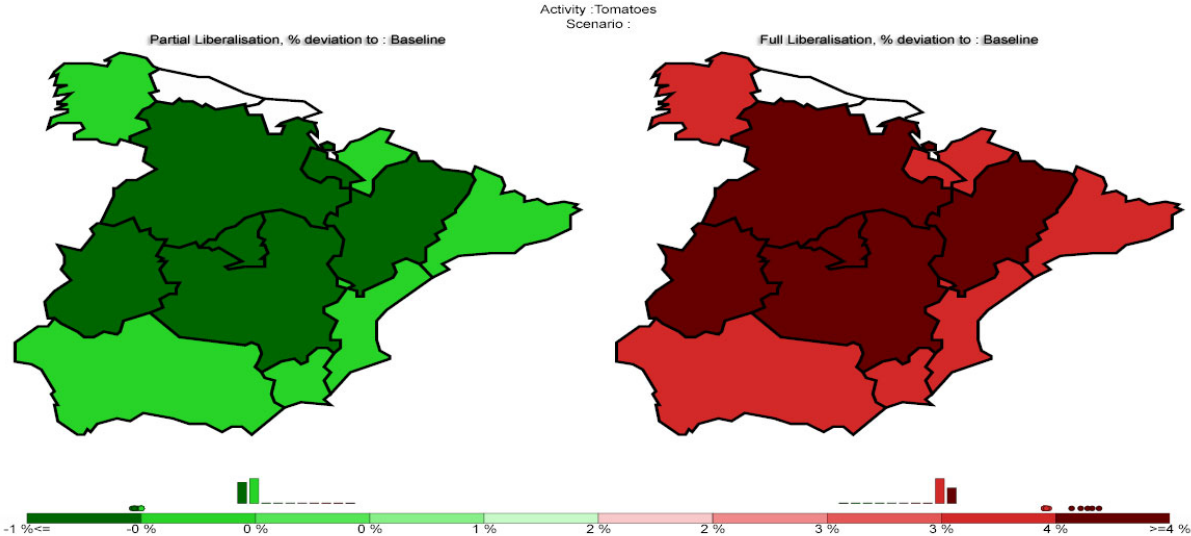 Activity :Tomatoes
Scenario :
Partial Liberalisation, % deviation to : Baseline
Full Liberalisation, % deviation to : Baseline
-1 %<= -0 % 0 % 0 % 1 % 2 % 2 % 3 % 3 % 4 % >=4 %